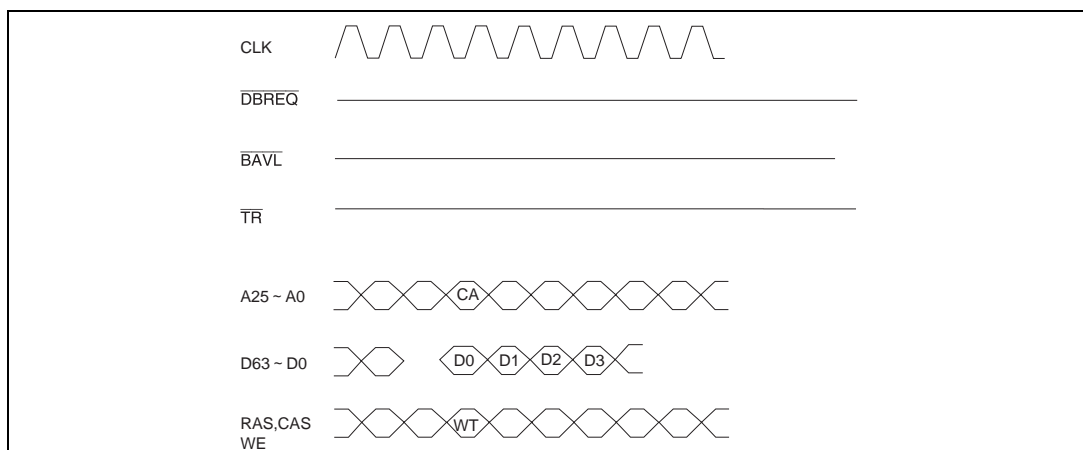 CLK
DBREQ
BAVL
TR
A25 ~ A0 CA
D63 ~ D0 D0 D1 D2 D3
RAS,CAS WT
WE